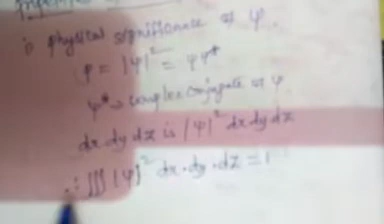 physical significance of ψ.
P = |ψ|² = ψψ*
ψ* → complex conjugate of ψ
dx dy dz is |ψ|² dx dy dz
∴ ∭ |ψ|² dx · dy · dz = 1